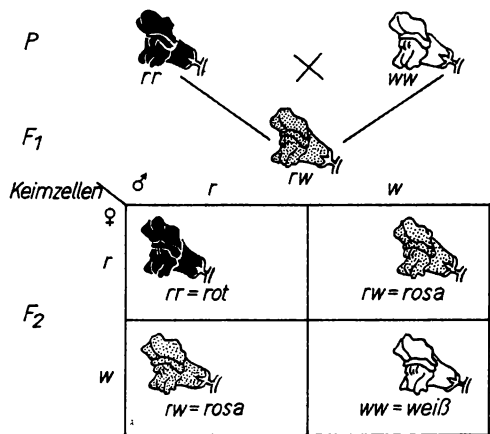 P
rr
ww
F1
rw
Keimzellen ♂ r w
♀
r
rr = rot rw = rosa
F2
w
rw = rosa ww = weiß